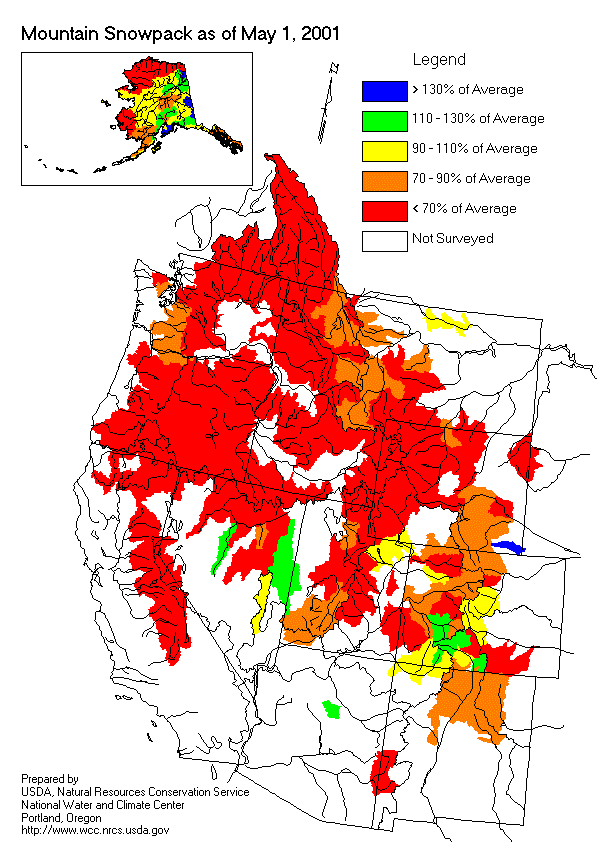 Mountain Snowpack as of May 1, 2001
N
Legend
> 130% of Average
110 - 130% of Average
90 - 110% of Average
70 - 90% of Average
< 70% of Average
Not Surveyed
Prepared by
USDA, Natural Resources Conservation Service
National Water and Climate Center
Portland, Oregon
http://www.wcc.nrcs.usda.gov